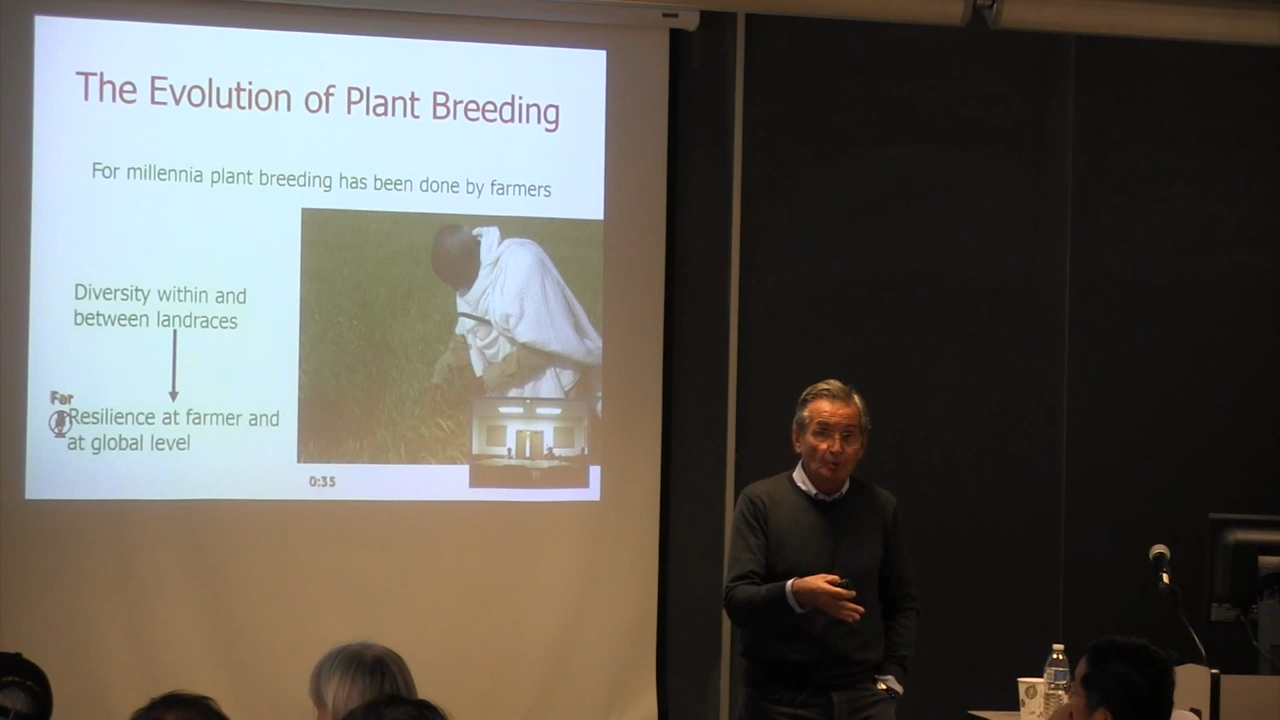 The Evolution of Plant Breeding
For millennia plant breeding has been done by farmers
Diversity within and
between landraces
Far
Resilience at farmer and
at global level
0:35